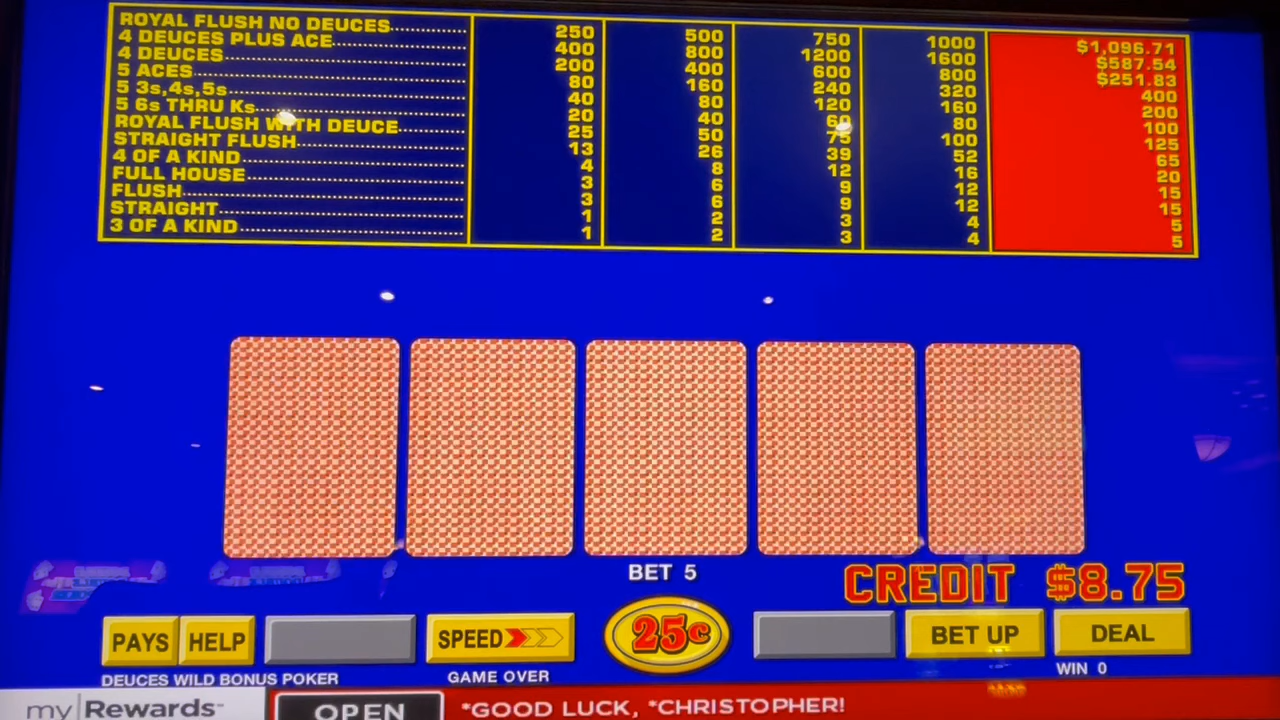 ROYAL FLUSH NO DEUCES 250 500 750 1000 $1,096.71
4 DEUCES PLUS ACE 400 800 1200 1600 $587.54
4 DEUCES 200 400 600 800 $251.83
5 ACES 80 160 240 320 400
5 3s,4s,5s 40 80 120 160 200
5 6s THRU Ks 20 40 60 80 100
ROYAL FLUSH WITH DEUCE 25 50 75 100 125
STRAIGHT FLUSH 13 26 39 52 65
4 OF A KIND 4 8 12 16 20
FULL HOUSE 3 6 9 12 15
FLUSH 3 6 9 12 15
STRAIGHT 1 2 3 4 5
3 OF A KIND 1 2 3 4 5
BET 5
CREDIT $8.75
PAYS HELP SPEED 25¢ BET UP DEAL
DEUCES WILD BONUS POKER GAME OVER WIN 0
my|Rewards™ OPEN *GOOD LUCK, *CHRISTOPHER!